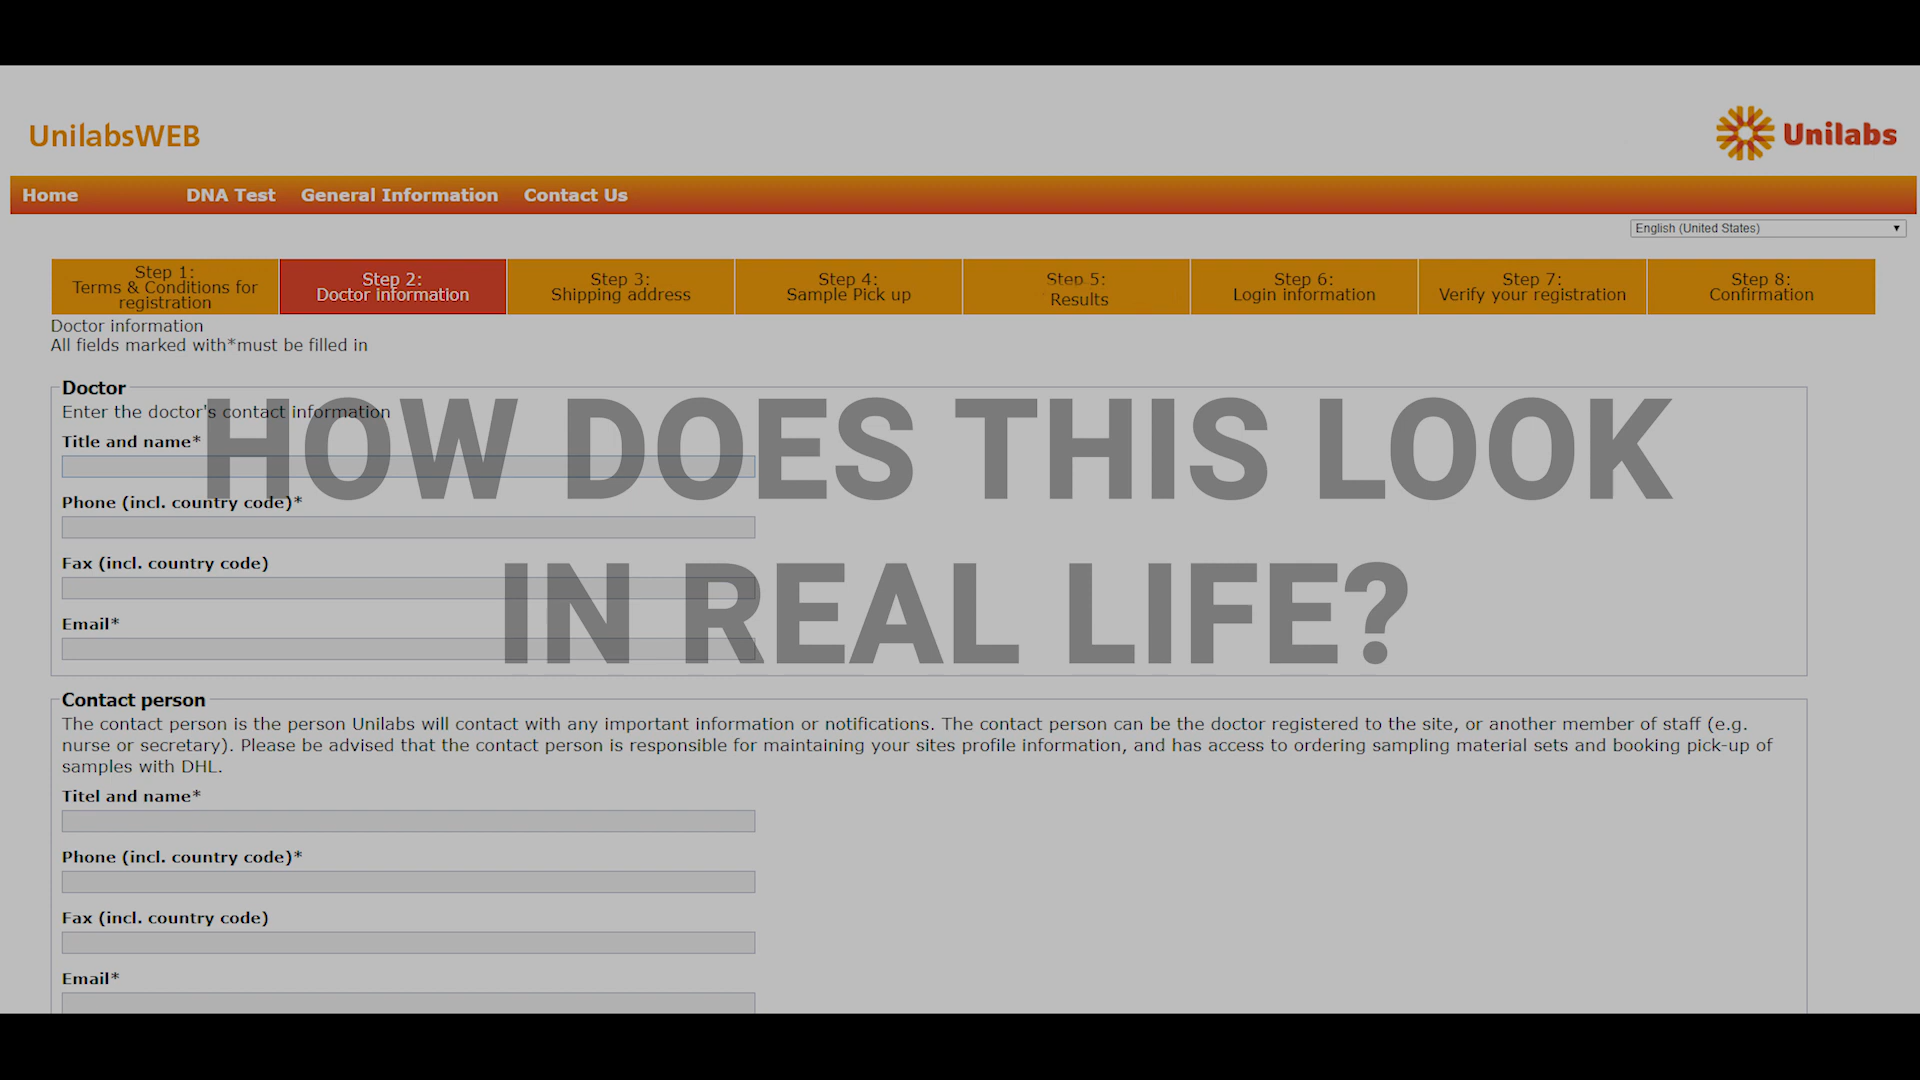 UnilabsWEB
Unilabs
Home DNA Test General Information Contact Us
English (United States)
Step 1:
Terms & Conditions for
registration
Step 2:
Doctor information
Step 3:
Shipping address
Step 4:
Sample Pick up
Step 5:
Results
Step 6:
Login information
Step 7:
Verify your registration
Step 8:
Confirmation
Doctor information
All fields marked with*must be filled in
Doctor
Enter the doctor's contact information
Title and name*
Phone (incl. country code)*
Fax (incl. country code)
Email*
HOW DOES THIS LOOK
IN REAL LIFE?
Contact person
The contact person is the person Unilabs will contact with any important information or notifications. The contact person can be the doctor registered to the site, or another member of staff (e.g.
nurse or secretary). Please be advised that the contact person is responsible for maintaining your sites profile information, and has access to ordering sampling material sets and booking pick-up of
samples with DHL.
Titel and name*
Phone (incl. country code)*
Fax (incl. country code)
Email*